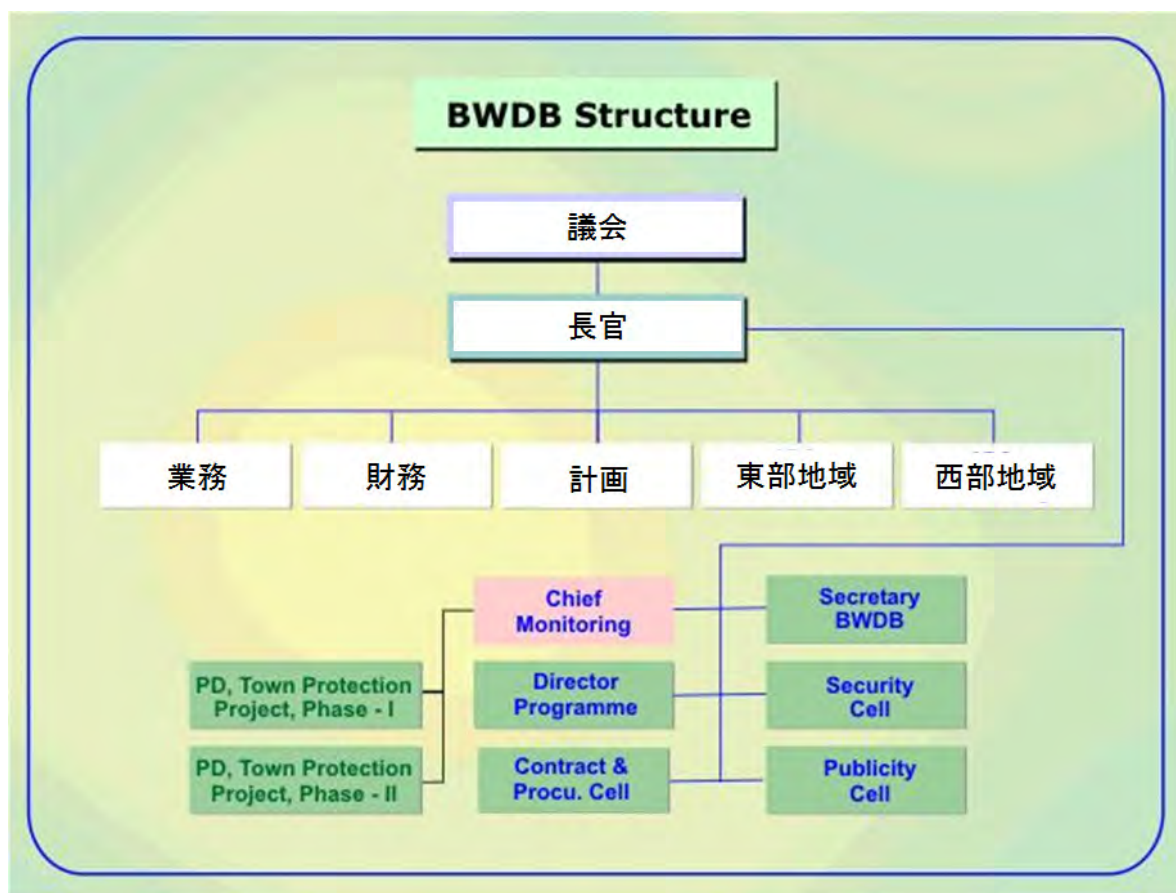 BWDB Structure
議会
長官
業務
財務
計画
東部地域
西部地域
Chief
Monitoring
Secretary
BWDB
PD, Town Protection
Project, Phase - I
Director
Programme
Security
Cell
PD, Town Protection
Project, Phase - II
Contract &
Procu. Cell
Publicity
Cell